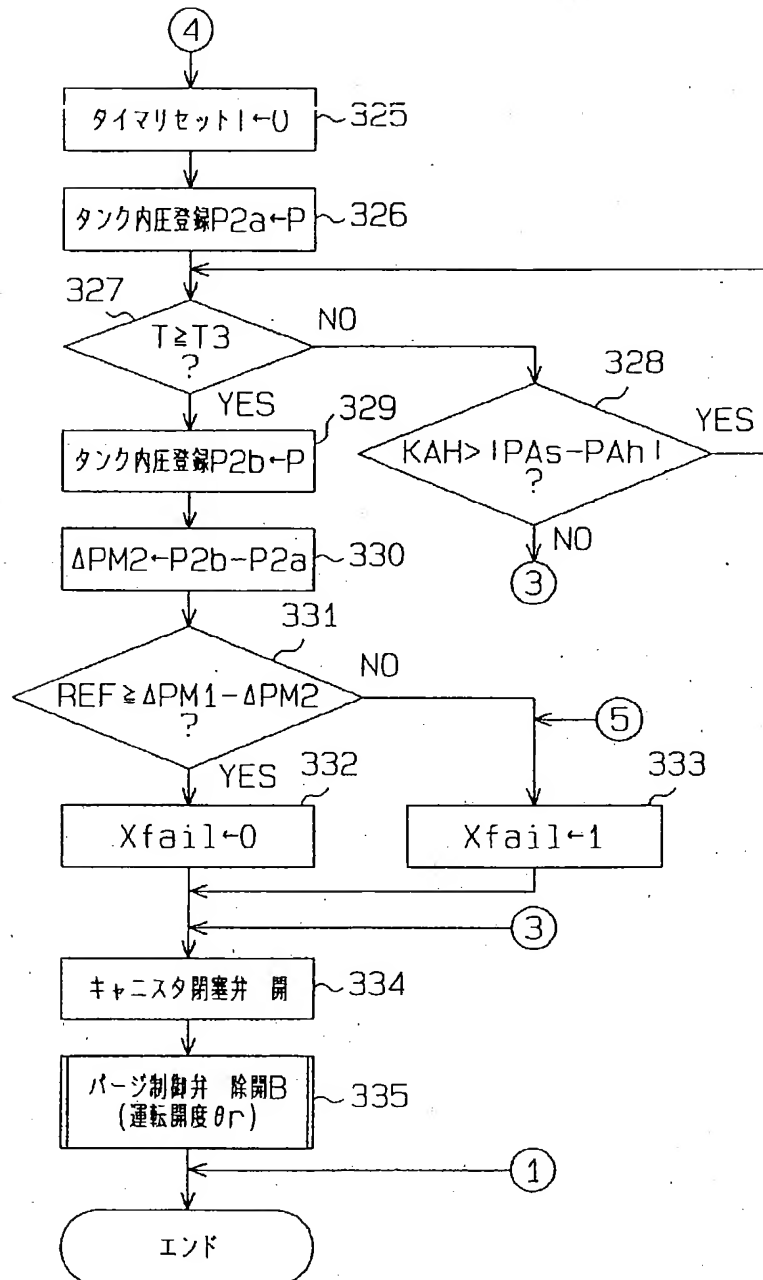 4
タイマリセットT←0
325
タンク内圧登録P2a←P
326
327
T≧T3
?
NO
YES
328
KAH>|PAs-PAh|
?
YES
NO
3
329
タンク内圧登録P2b←P
ΔPM2←P2b-P2a
330
331
REF≧ΔPM1-ΔPM2
?
NO
YES
5
332
Xfail←0
333
Xfail←1
3
キャニスタ閉塞弁 開
334
パージ制御弁 除開B
(運転開度θr)
335
1
エンド